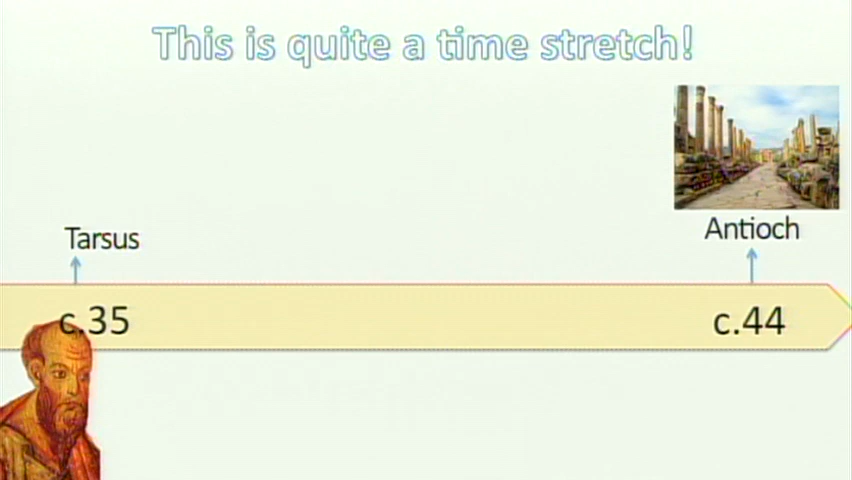 This is quite a time stretch!
Tarsus
Antioch
c.35
c.44